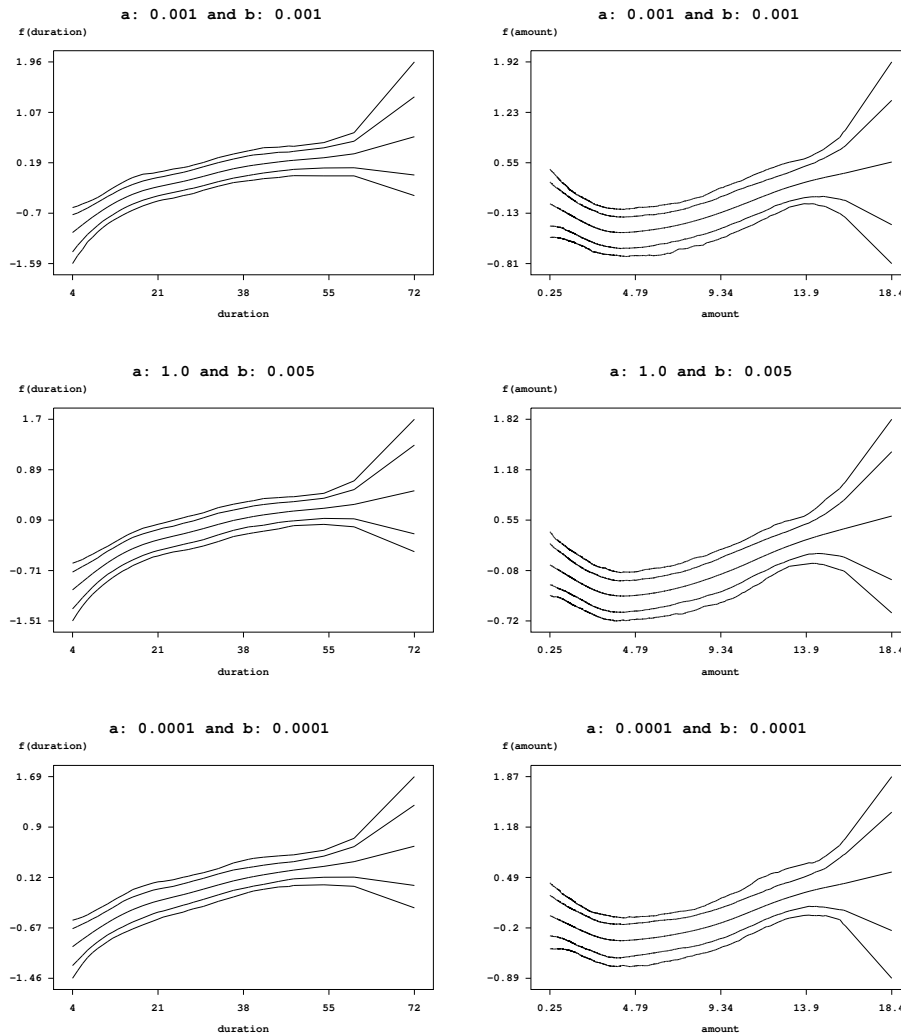 a: 0.001 and b: 0.001
f(duration)
1.96
1.07
0.19
-0.7
-1.59
4 21 38 55 72
duration
a: 0.001 and b: 0.001
f(amount)
1.92
1.23
0.55
-0.13
-0.81
0.25 4.79 9.34 13.9 18.4
amount
a: 1.0 and b: 0.005
f(duration)
1.7
0.89
0.09
-0.71
-1.51
4 21 38 55 72
duration
a: 1.0 and b: 0.005
f(amount)
1.82
1.18
0.55
-0.08
-0.72
0.25 4.79 9.34 13.9 18.4
amount
a: 0.0001 and b: 0.0001
f(duration)
1.69
0.9
0.12
-0.67
-1.46
4 21 38 55 72
duration
a: 0.0001 and b: 0.0001
f(amount)
1.87
1.18
0.49
-0.2
-0.89
0.25 4.79 9.34 13.9 18.4
amount